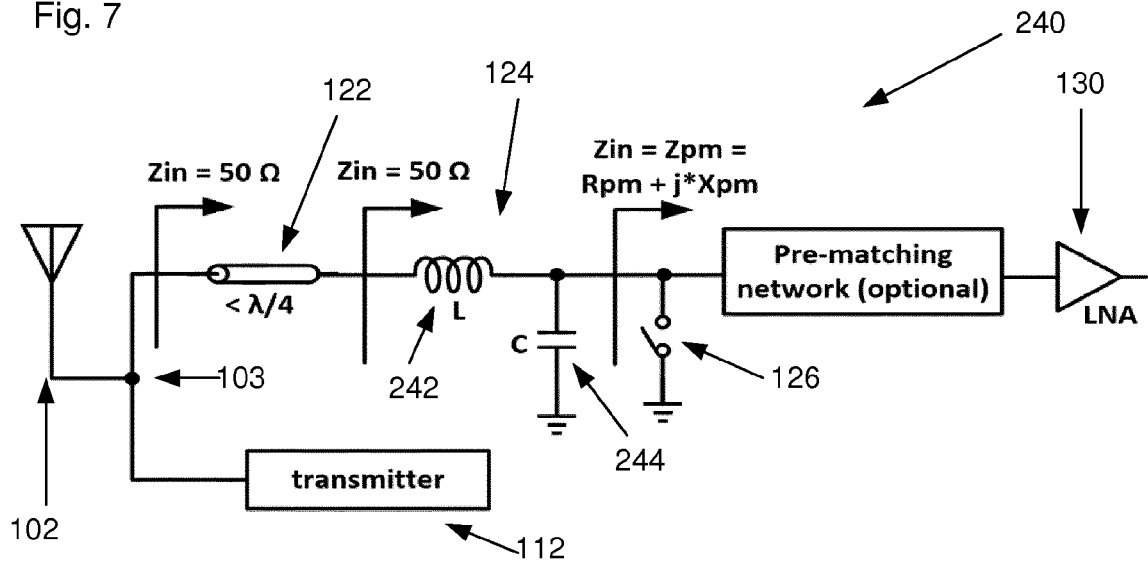 Fig. 7
240
124
130
122
Zin = 50 Ω
Zin = 50 Ω
Zin = Zpm =
Rpm + j*Xpm
Pre-matching
network (optional)
< λ/4
L
LNA
C
103
242
126
244
transmitter
102
112